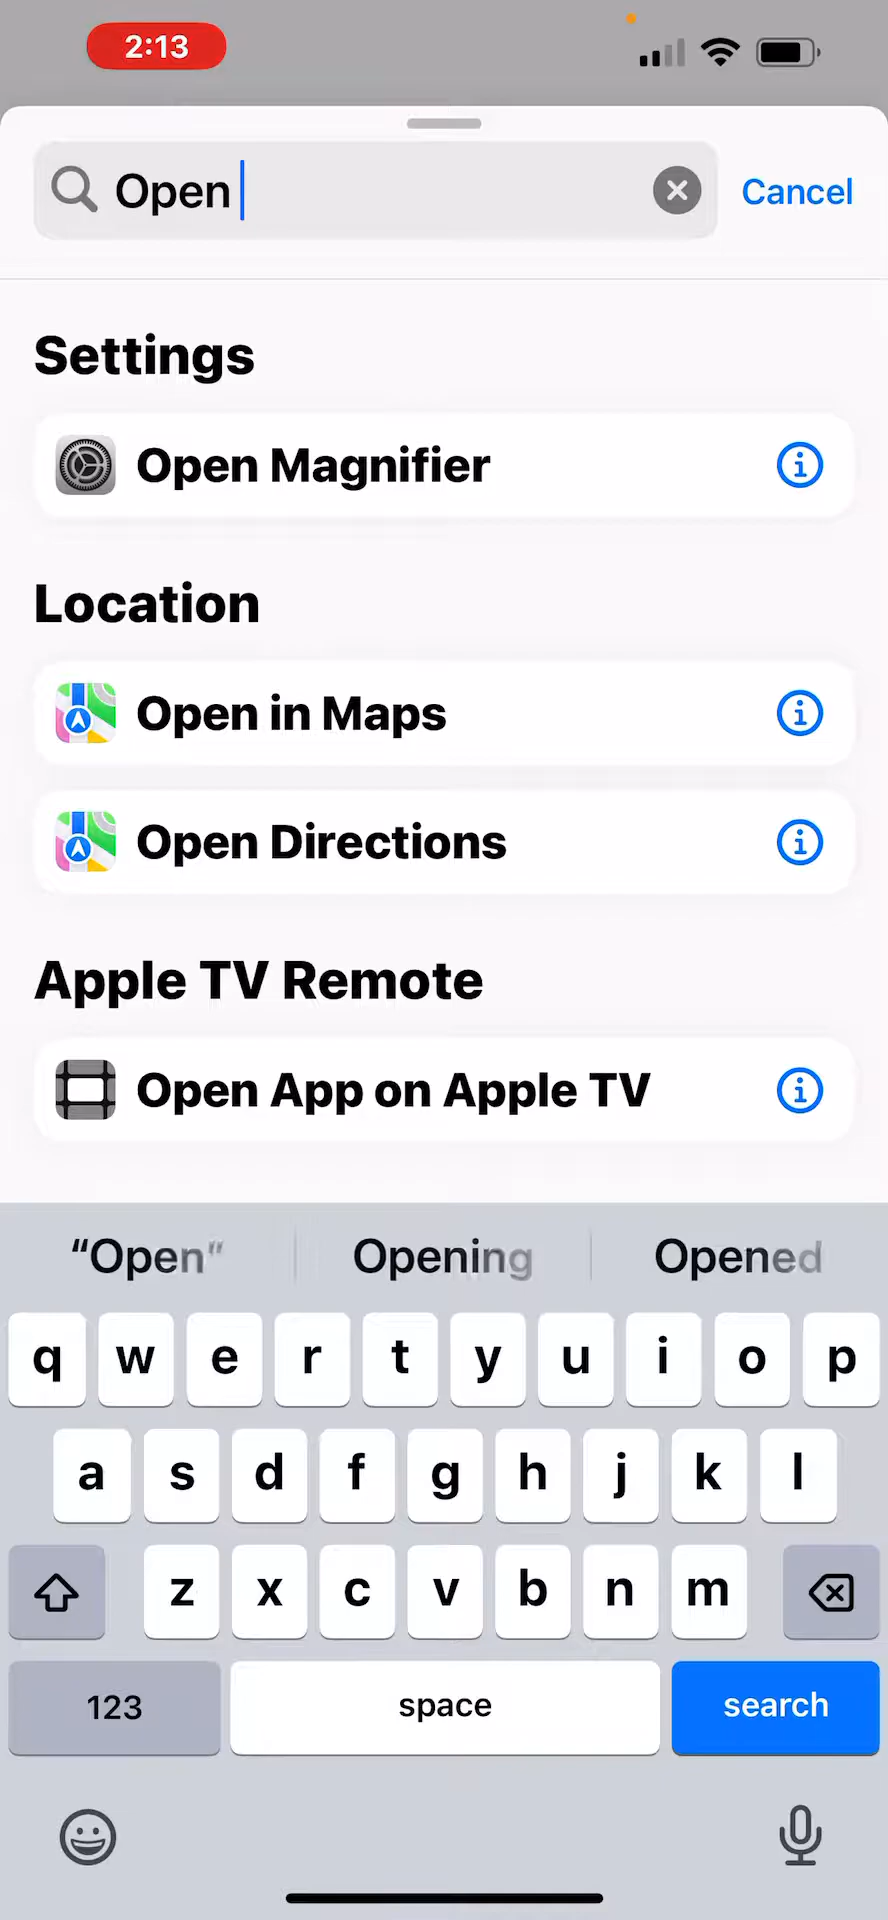 2:13
Open
Cancel
Settings
Open Magnifier
Location
Open in Maps
Open Directions
Apple TV Remote
Open App on Apple TV
“Open” Opening Opened
q w e r t y u i o p
a s d f g h j k l
z x c v b n m
123 space search